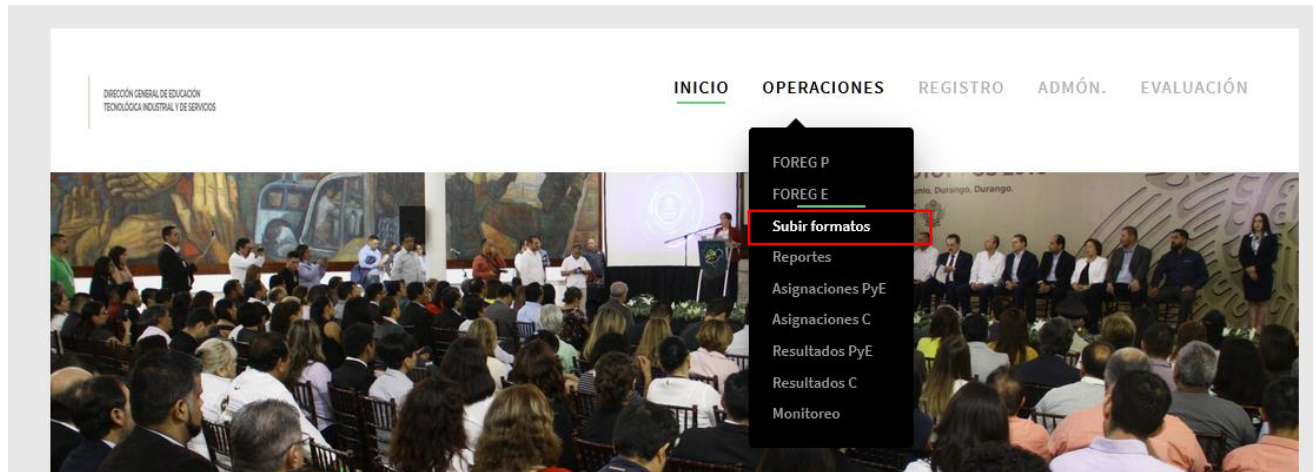 DIRECCIÓN GENERAL DE EDUCACIÓN
TECNOLÓGICA INDUSTRIAL Y DE SERVICIOS
INICIO OPERACIONES REGISTRO ADMÓN. EVALUACIÓN
FOREG P
FOREG E
Subir formatos
Reportes
Asignaciones PyE
Asignaciones C
Resultados PyE
Resultados C
Monitoreo
unio, Durango, Durango.